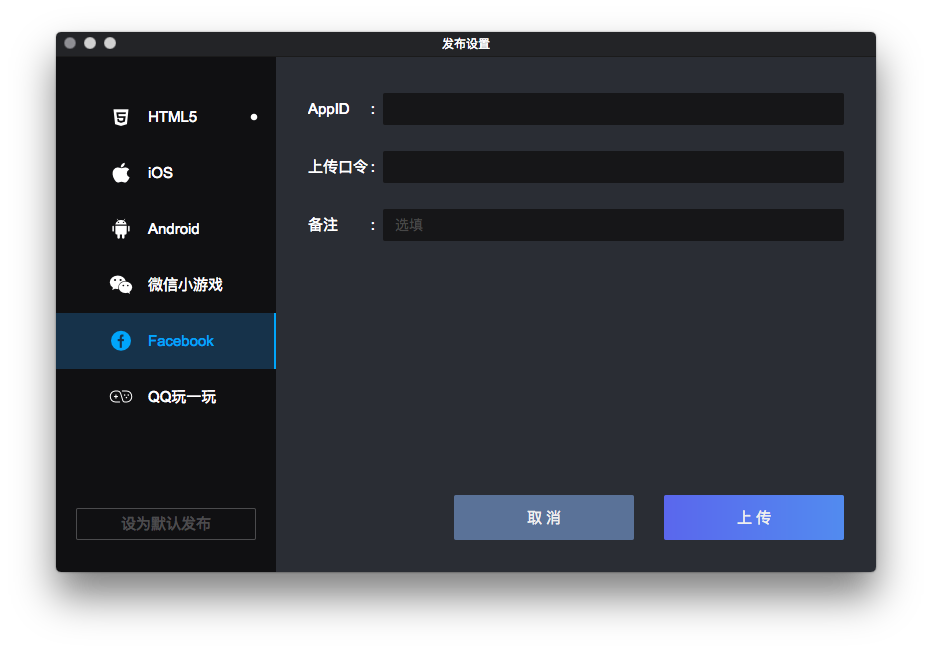 发布设置
HTML5
iOS
Android
微信小游戏
Facebook
QQ玩一玩
设为默认发布
AppID :
上传口令:
备注 :
选填
取 消
上 传